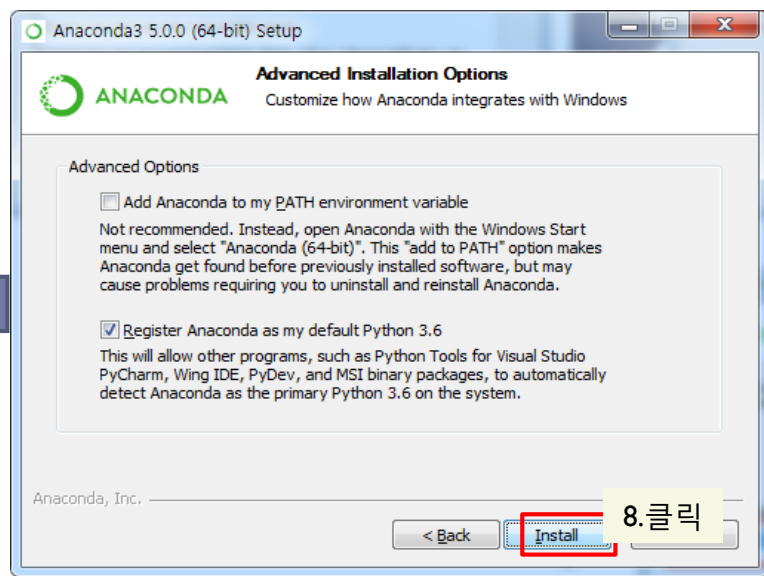 Anaconda3 5.0.0 (64-bit) Setup
ANACONDA
Advanced Installation Options
Customize how Anaconda integrates with Windows
Advanced Options
Add Anaconda to my PATH environment variable
Not recommended. Instead, open Anaconda with the Windows Start
menu and select "Anaconda (64-bit)". This "add to PATH" option makes
Anaconda get found before previously installed software, but may
cause problems requiring you to uninstall and reinstall Anaconda.
Register Anaconda as my default Python 3.6
This will allow other programs, such as Python Tools for Visual Studio
PyCharm, Wing IDE, PyDev, and MSI binary packages, to automatically
detect Anaconda as the primary Python 3.6 on the system.
Anaconda, Inc.
< Back
Install
8.클릭